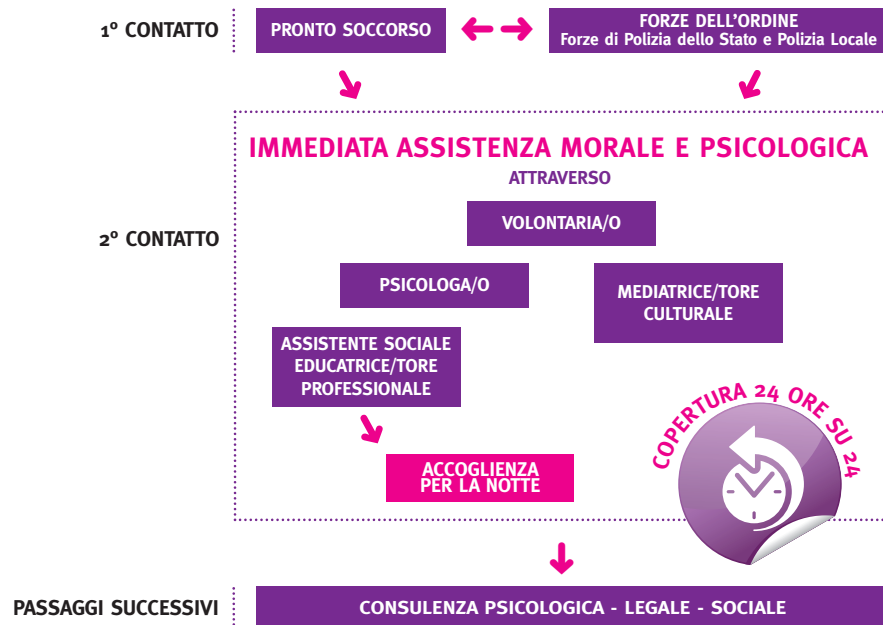 1º CONTATTO
PRONTO SOCCORSO
FORZE DELL’ORDINE
Forze di Polizia dello Stato e Polizia Locale
IMMEDIATA ASSISTENZA MORALE E PSICOLOGICA
ATTRAVERSO
VOLONTARIA/O
2º CONTATTO
PSICOLOGA/O
MEDIATRICE/TORE
CULTURALE
ASSISTENTE SOCIALE
EDUCATRICE/TORE
PROFESSIONALE
COPERTURA 24 ORE SU 24
ACCOGLIENZA
PER LA NOTTE
PASSAGGI SUCCESSIVI
CONSULENZA PSICOLOGICA - LEGALE - SOCIALE